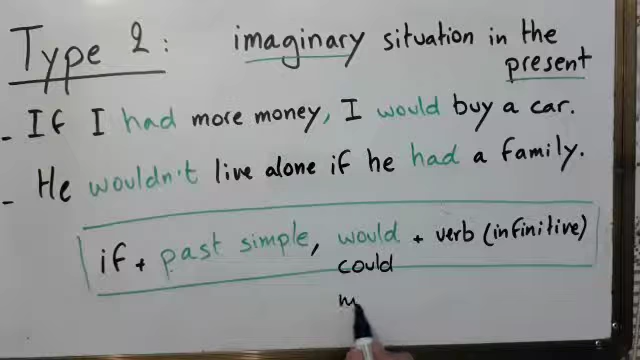 Type 2: imaginary situation in the
present
- If I had more money, I would buy a car.
- He wouldn't live alone if he had a family.
if + past simple, would + verb (infinitive)
could
m